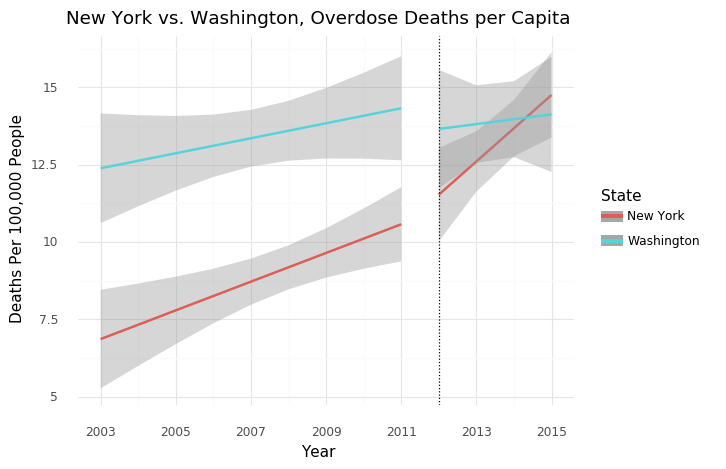 New York vs. Washington, Overdose Deaths per Capita
Deaths Per 100,000 People
15
12.5
10
7.5
5
2003 2005 2007 2009 2011 2013 2015
Year
State
New York
Washington